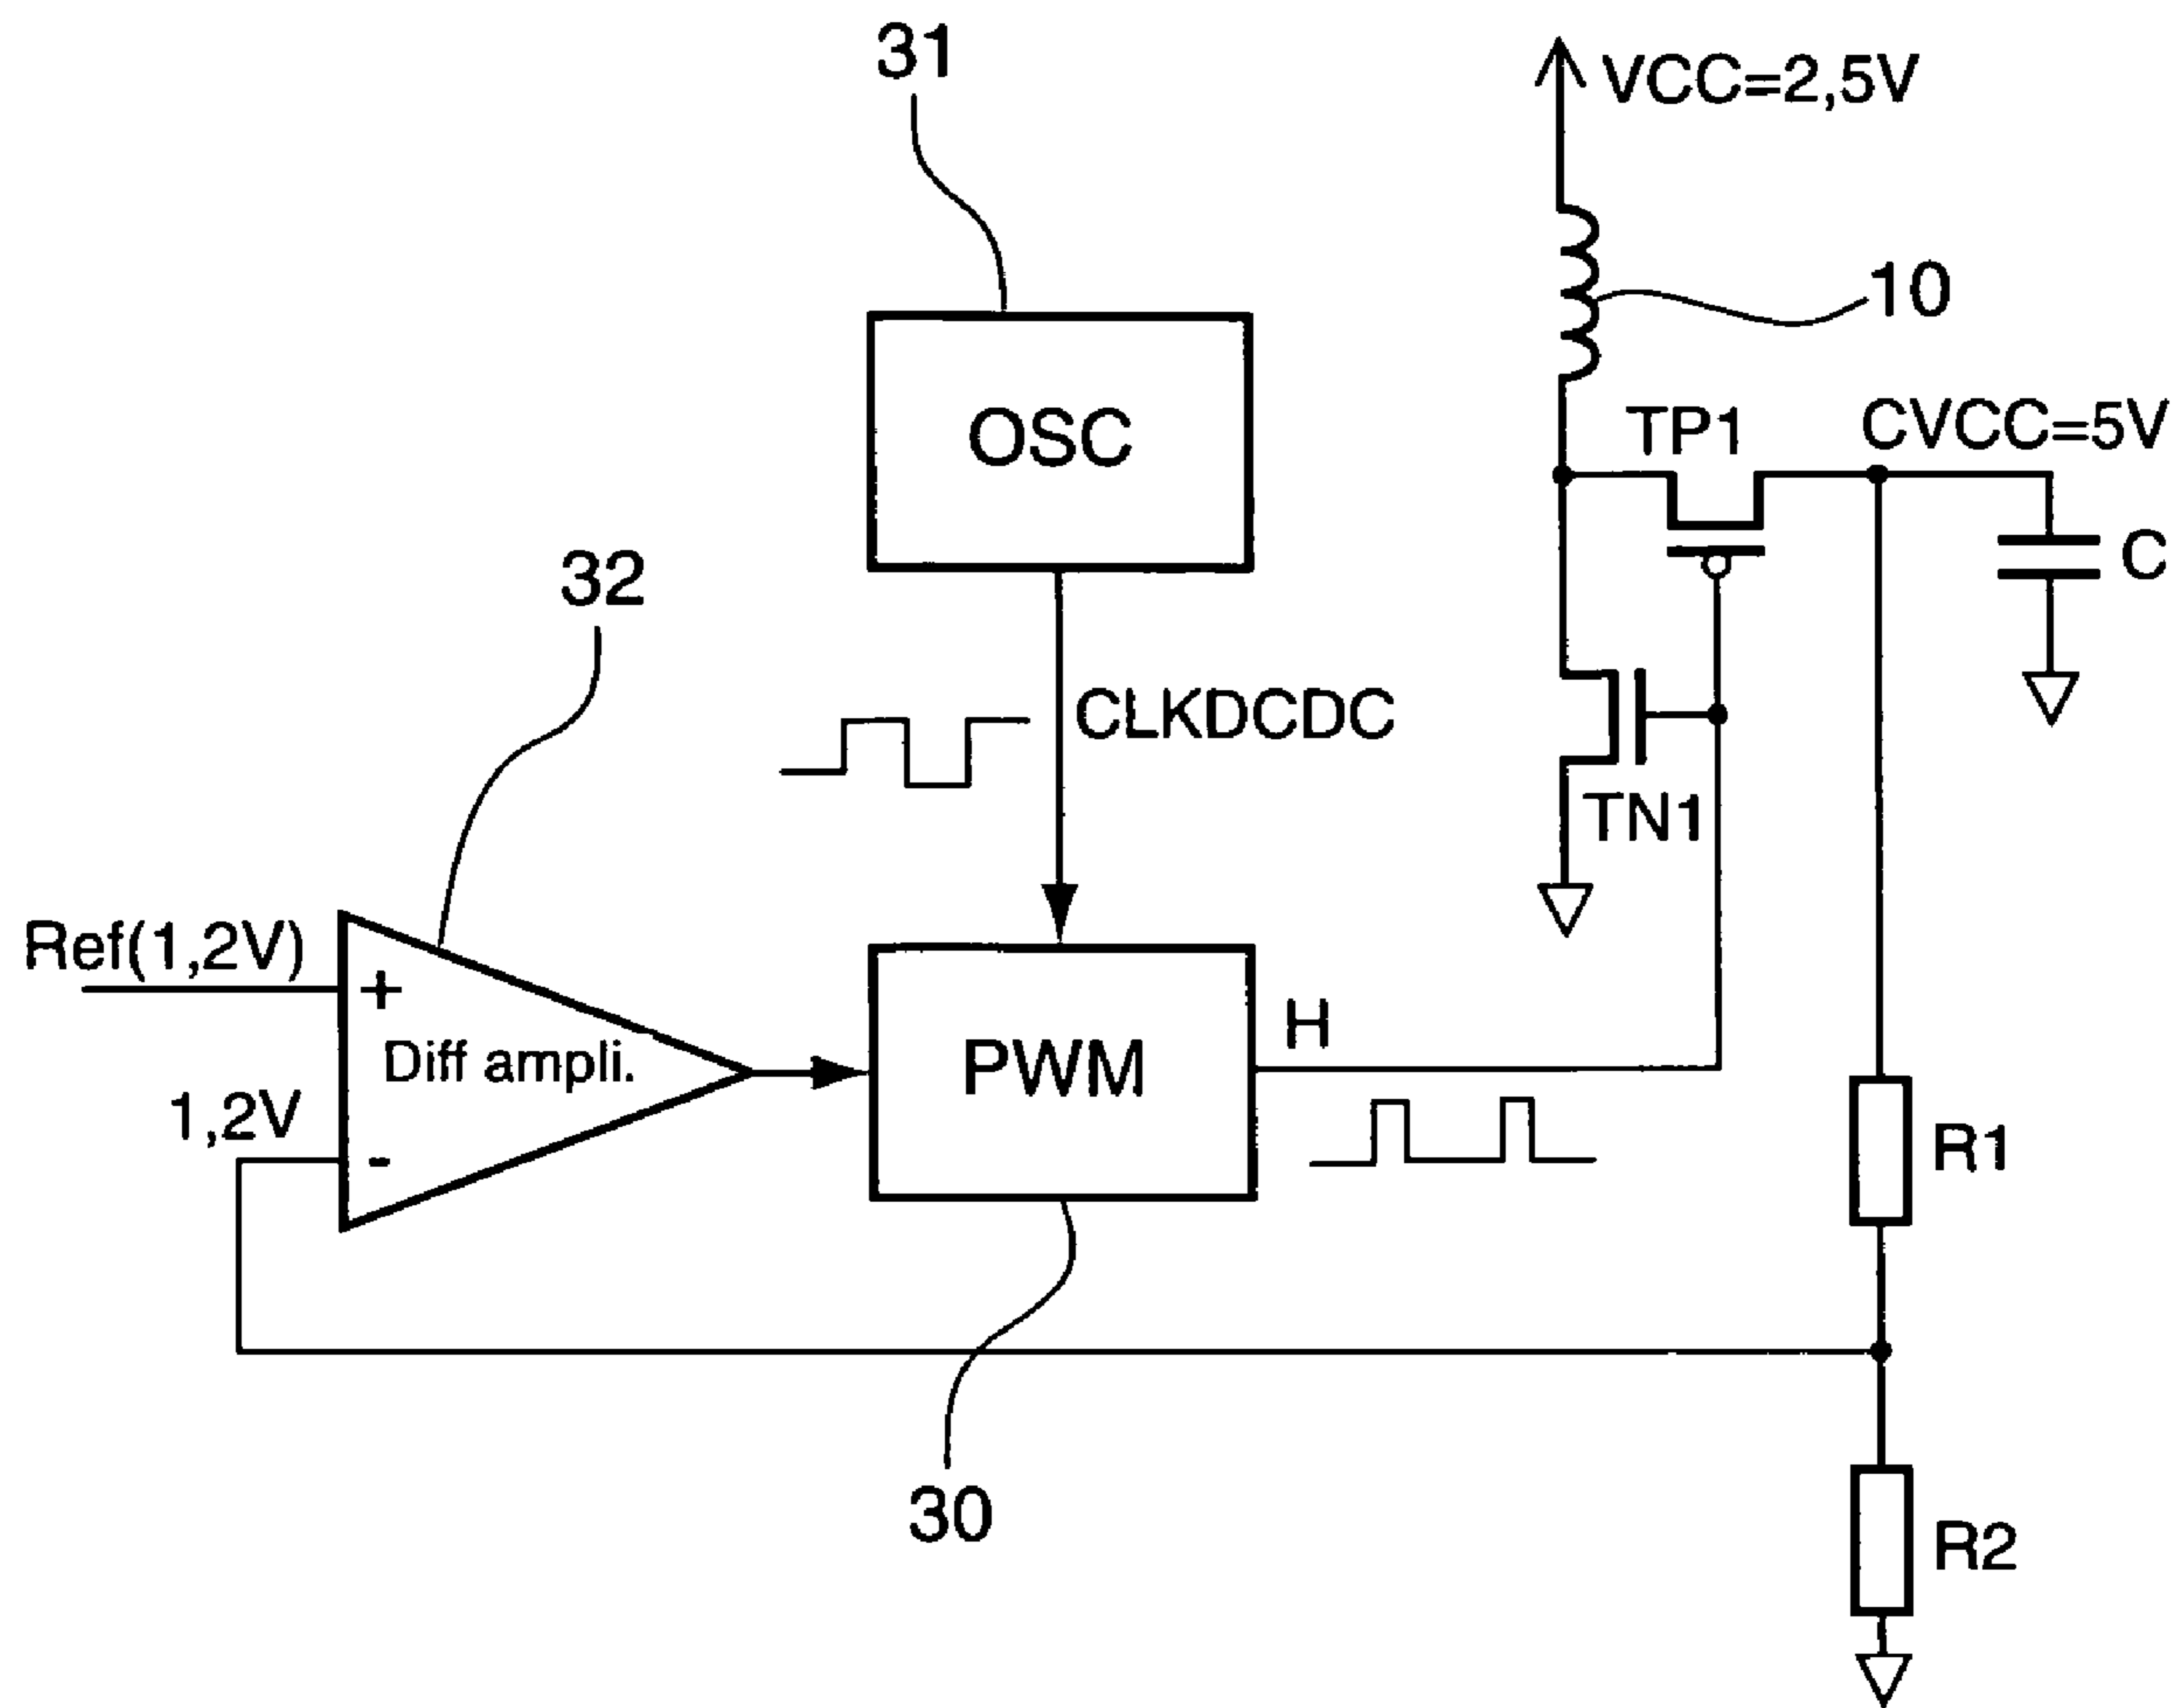 31
VCC=2,5V
10
OSC
TP1
CVCC=5V
C
32
CLKDCDC
TN1
Ref(1,2V)
+
Diff ampli.
1,2V
-
PWM
H
R1
30
R2